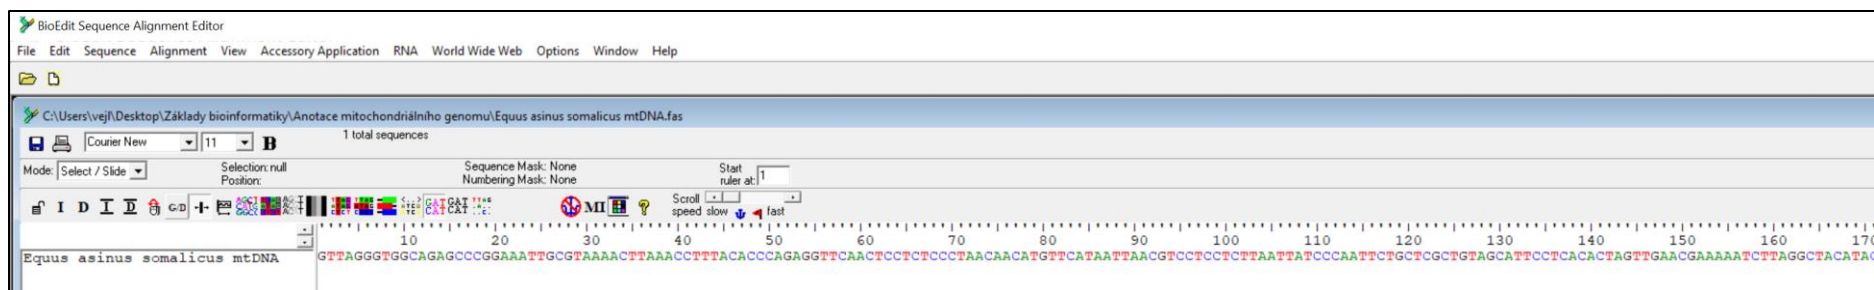 BioEdit Sequence Alignment Editor
File Edit Sequence Alignment View Accessory Application RNA World Wide Web Options Window Help
C:\Users\vejl\Desktop\Základy bioinformatiky\Anotace mitochondriálního genomu\Equus asinus somalicus mtDNA.fas
Courier New 11 B 1 total sequences
Mode: Select / Slide Selection: null Sequence Mask: None Start
Position: Numbering Mask: None ruler at: 1
I D I D G/D MI ? Scroll
speed slow fast
10 20 30 40 50 60 70 80 90 100 110 120 130 140 150 160 170
Equus asinus somalicus mtDNA GTTAGGGTGGCAGAGCCCGGAAATTGCGTAAAACTTAAACCTTTACACCCAGAGGTTCAACTCCTCTCCCTAACAACATGTTCATAATTAACGTCCTCCTCTTAATTATCCCAATTCTGCTCGCTGTAGCATTCCTCACACTAGTTGAACGAAAAATCTTAGGCTACATAC